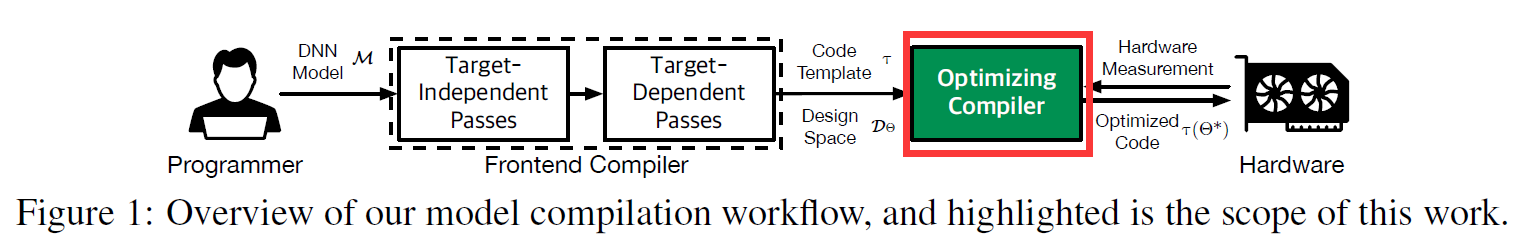 DNN
Model ℳ
Target-
Independent
Passes
Target-
Dependent
Passes
Code
Template τ
Design
Space 𝒟Θ
Optimizing
Compiler
Hardware
Measurement
Optimized
Code τ(Θ*)
Programmer
Frontend Compiler
Hardware
Figure 1: Overview of our model compilation workflow, and highlighted is the scope of this work.